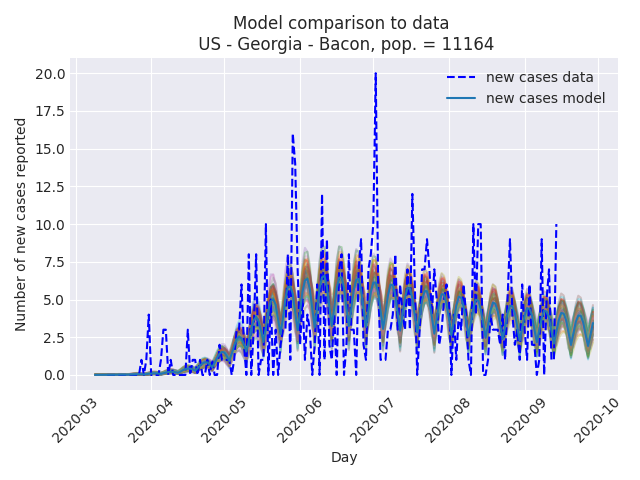 Model comparison to data
US - Georgia - Bacon, pop. = 11164
new cases data
new cases model
Number of new cases reported
20.0
17.5
15.0
12.5
10.0
7.5
5.0
2.5
0.0
2020-03
2020-04
2020-05
2020-06
2020-07
2020-08
2020-09
2020-10
Day